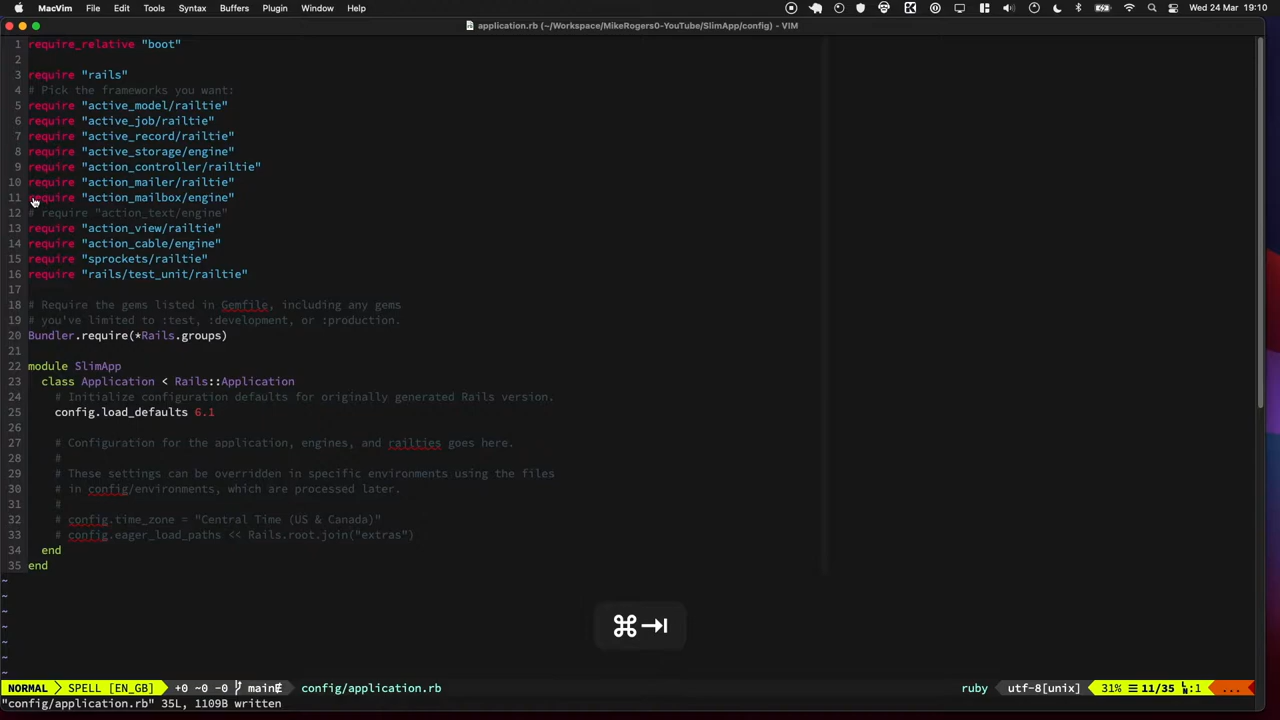 MacVim File Edit Tools Syntax Buffers Plugin Window Help Wed 24 Mar 19:10
application.rb (~/Workspace/MikeRogers0-YouTube/SlimApp/config) - VIM
1 require_relative "boot"
2
3 require "rails"
4 # Pick the frameworks you want:
5 require "active_model/railtie"
6 require "active_job/railtie"
7 require "active_record/railtie"
8 require "active_storage/engine"
9 require "action_controller/railtie"
10 require "action_mailer/railtie"
11 require "action_mailbox/engine"
12 # require "action_text/engine"
13 require "action_view/railtie"
14 require "action_cable/engine"
15 require "sprockets/railtie"
16 require "rails/test_unit/railtie"
17
18 # Require the gems listed in Gemfile, including any gems
19 # you've limited to :test, :development, or :production.
20 Bundler.require(*Rails.groups)
21
22 module SlimApp
23   class Application < Rails::Application
24     # Initialize configuration defaults for originally generated Rails version.
25     config.load_defaults 6.1
26
27     # Configuration for the application, engines, and railties goes here.
28     #
29     # These settings can be overridden in specific environments using the files
30     # in config/environments, which are processed later.
31     #
32     # config.time_zone = "Central Time (US & Canada)"
33     # config.eager_load_paths << Rails.root.join("extras")
34   end
35 end
~
~
~
~
~
~
~
⌘⇥
NORMAL SPELL [EN_GB] +0 ~0 -0 main config/application.rb ruby utf-8[unix] 31% ☰ 11/35 :1 ...
"config/application.rb" 35L, 1109B written